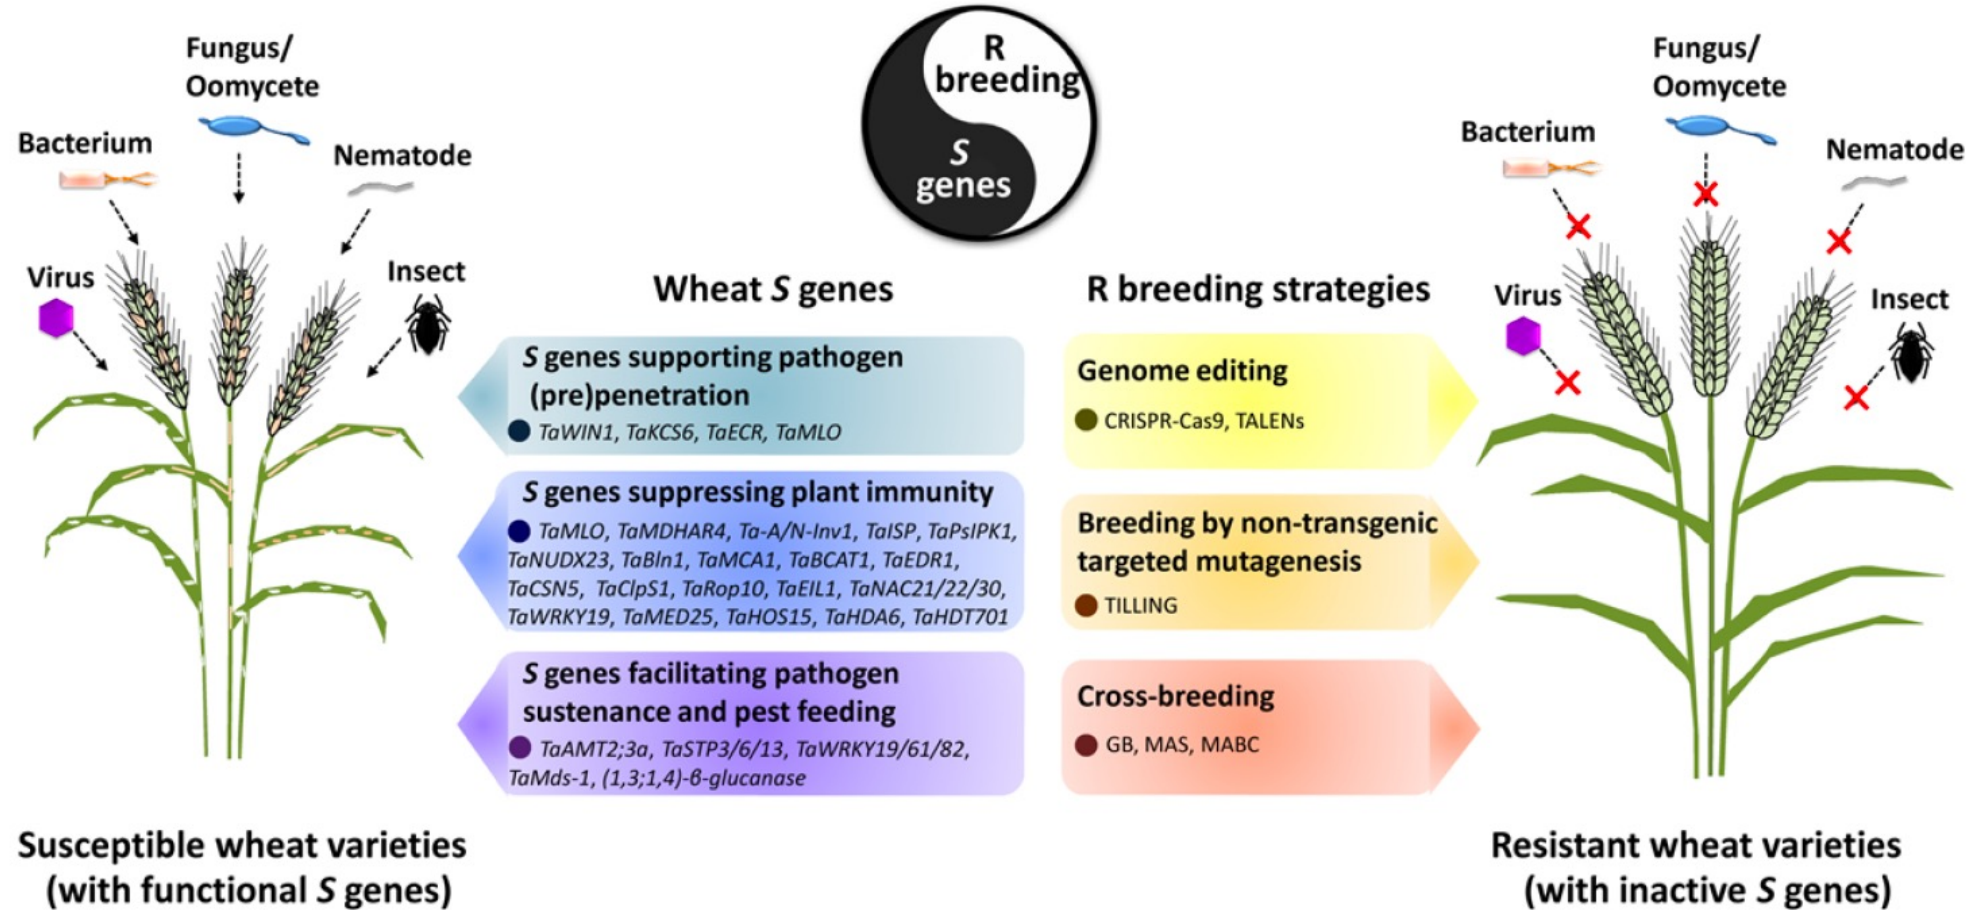 Fungus/
Oomycete
Bacterium
Nematode
Virus
Insect
R
breeding
S
genes
Fungus/
Oomycete
Bacterium
Nematode
Virus
Insect
Wheat S genes
S genes supporting pathogen
(pre)penetration
TaWIN1, TaKCS6, TaECR, TaMLO
S genes suppressing plant immunity
TaMLO, TaMDHAR4, Ta-A/N-Inv1, TaISP, TaPsIPK1,
TaNUDX23, TaBln1, TaMCA1, TaBCAT1, TaEDR1,
TaCSN5, TaClpS1, TaRop10, TaEIL1, TaNAC21/22/30,
TaWRKY19, TaMED25, TaHOS15, TaHDA6, TaHDT701
S genes facilitating pathogen
sustenance and pest feeding
TaAMT2;3a, TaSTP3/6/13, TaWRKY19/61/82,
TaMds-1, (1,3;1,4)-β-glucanase
R breeding strategies
Genome editing
CRISPR-Cas9, TALENs
Breeding by non-transgenic
targeted mutagenesis
TILLING
Cross-breeding
GB, MAS, MABC
Susceptible wheat varieties
(with functional S genes)
Resistant wheat varieties
(with inactive S genes)